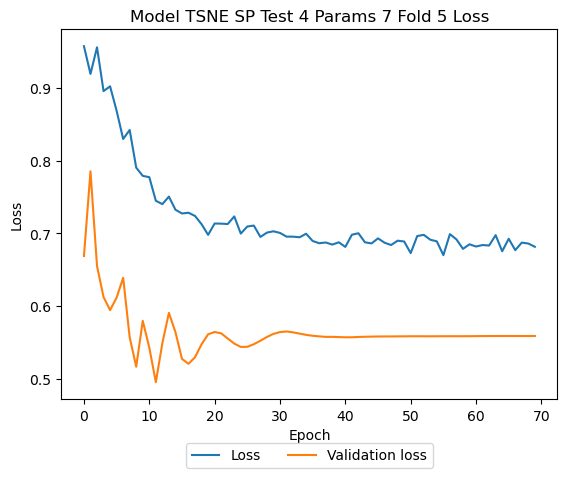 Model TSNE SP Test 4 Params 7 Fold 5 Loss
Loss
0.9
0.8
0.7
0.6
0.5
0 10 20 30 40 50 60 70
Epoch
Loss Validation loss